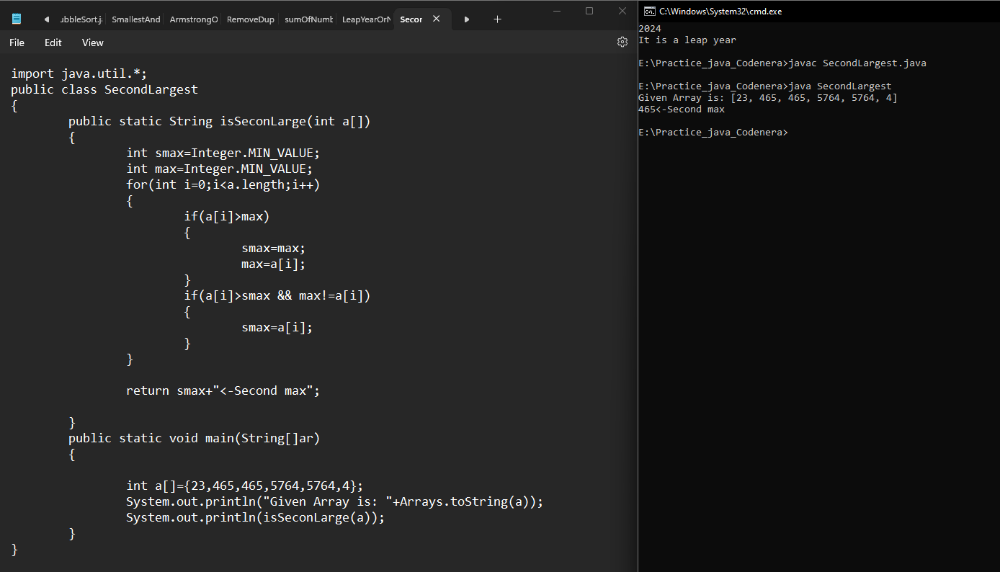 ubbleSort.ja
SmallestAnd
ArmstrongO
RemoveDup
sumOfNumb
LeapYearOrN
Secon
File Edit View
import java.util.*;
public class SecondLargest
{
public static String isSeconLarge(int a[])
{
int smax=Integer.MIN_VALUE;
int max=Integer.MIN_VALUE;
for(int i=0;i<a.length;i++)
{
if(a[i]>max)
{
smax=max;
max=a[i];
}
if(a[i]>smax && max!=a[i])
{
smax=a[i];
}
}
return smax+"<-Second max";
}
public static void main(String[]ar)
{
int a[]={23,465,465,5764,5764,4};
System.out.println("Given Array is: "+Arrays.toString(a));
System.out.println(isSeconLarge(a));
}
}
C:\Windows\System32\cmd.exe
2024
It is a leap year
E:\Practice_java_Codenera>javac SecondLargest.java
E:\Practice_java_Codenera>java SecondLargest
Given Array is: [23, 465, 465, 5764, 5764, 4]
465<-Second max
E:\Practice_java_Codenera>